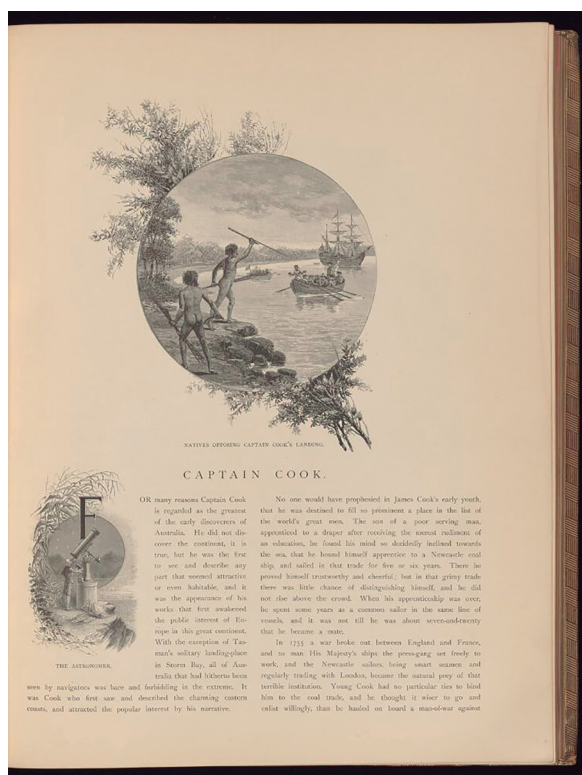 NATIVES OPPOSING CAPTAIN COOK'S LANDING.
CAPTAIN COOK.
FOR many reasons Captain Cook
is regarded as the greatest
of the early discoverers of
Australia. He did not dis-
cover the continent, it is
true, but he was the first
to see and describe any
part that seemed attractive
or even habitable, and it
was the appearance of his
works that first awakened
the public interest of Eu-
rope in this great continent.
With the exception of Tas-
man's solitary landing-place
in Storm Bay, all of Aus-
tralia that had hitherto been
seen by navigators was bare and forbidding in the extreme. It
was Cook who first saw and described the charming eastern
coasts, and attracted the popular interest by his narrative.
THE ASTRONOMER.
No one would have prophesied in James Cook's early youth,
that he was destined to fill so prominent a place in the list of
the world's great men. The son of a poor serving man,
apprenticed to a draper after receiving the merest rudiment of
an education, he found his mind so decidedly inclined towards
the sea, that he bound himself apprentice to a Newcastle coal
ship, and sailed in that trade for five or six years. There he
proved himself trustworthy and cheerful; but in that grimy trade
there was little chance of distinguishing himself, and he did
not rise above the crowd. When his apprenticeship was over,
he spent some years as a common sailor in the same line of
vessels, and it was not till he was about seven-and-twenty
that he became a mate.
In 1755 a war broke out between England and France,
and to man His Majesty's ships the press-gang set freely to
work, and the Newcastle sailors, being smart seamen and
regularly trading with London, became the natural prey of that
terrible institution. Young Cook had no particular ties to bind
him to the coal trade, and he thought it wiser to go and
enlist willingly, than be hauled on board a man-of-war against